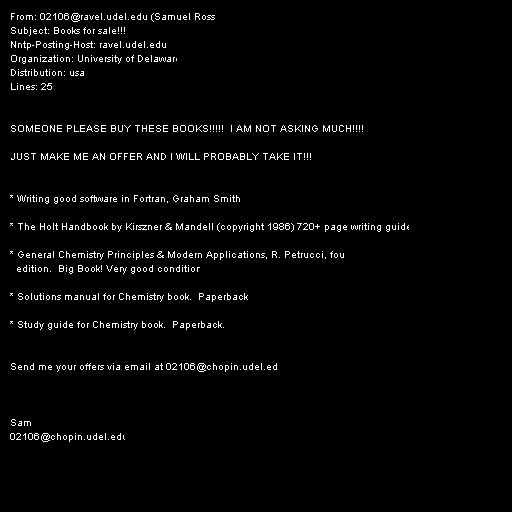 From: 02106@ravel.udel.edu (Samuel Ross
Subject: Books for sale!!!
Nntp-Posting-Host: ravel.udel.edu
Organization: University of Delaware
Distribution: usa
Lines: 25
SOMEONE PLEASE BUY THESE BOOKS!!!!! I AM NOT ASKING MUCH!!!!
JUST MAKE ME AN OFFER AND I WILL PROBABLY TAKE IT!!!
* Writing good software in Fortran, Graham Smith
* The Holt Handbook by Kirszner & Mandell (copyright 1986) 720+ page writing guide
* General Chemistry Principles & Modern Applications, R. Petrucci, fou
edition. Big Book! Very good condition
* Solutions manual for Chemistry book. Paperback
* Study guide for Chemistry book. Paperback.
Send me your offers via email at 02106@chopin.udel.ed
Sam
02106@chopin.udel.edu